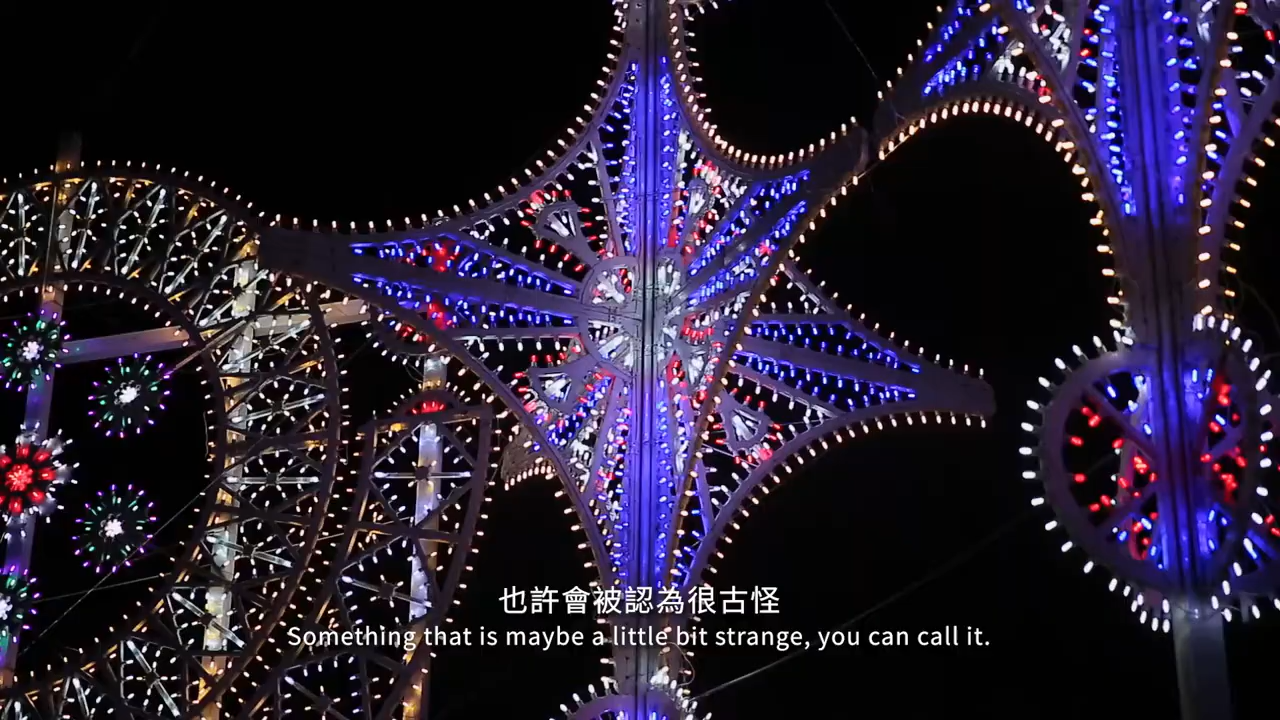 也許會被認為很古怪
Something that is maybe a little bit strange, you can call it.